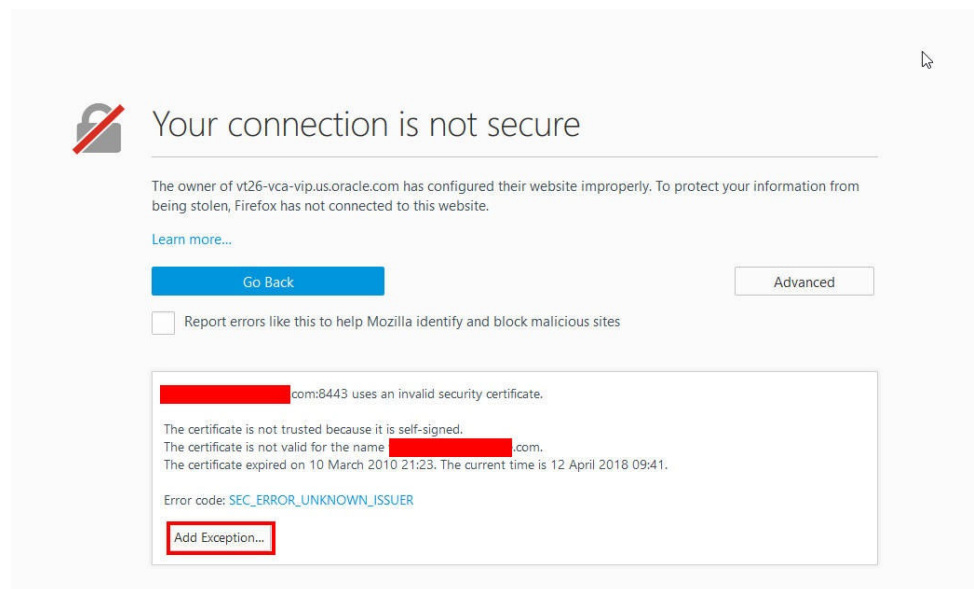 Your connection is not secure
The owner of vt26-vca-vip.us.oracle.com has configured their website improperly. To protect your information from
being stolen, Firefox has not connected to this website.
Learn more...
Go Back
Advanced
Report errors like this to help Mozilla identify and block malicious sites
com:8443 uses an invalid security certificate.
The certificate is not trusted because it is self-signed.
The certificate is not valid for the name .com.
The certificate expired on 10 March 2010 21:23. The current time is 12 April 2018 09:41.
Error code: SEC_ERROR_UNKNOWN_ISSUER
Add Exception...